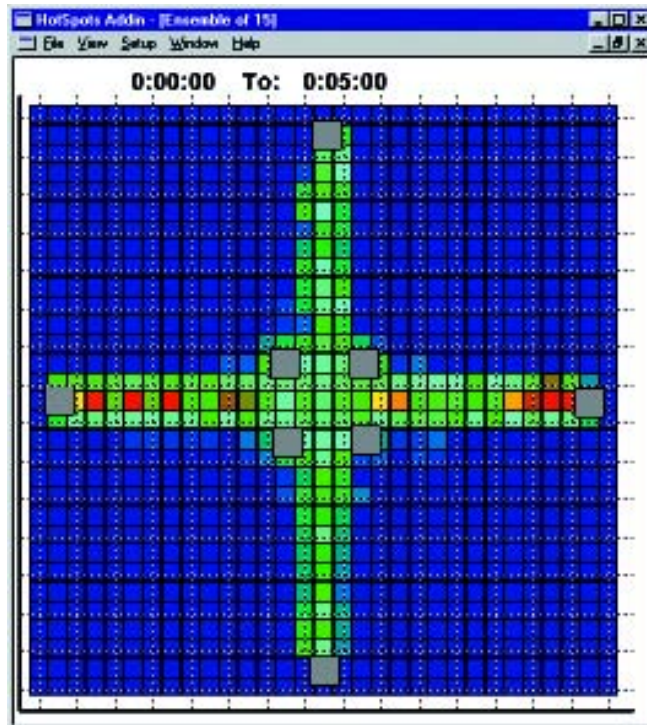 HotSpots Addin - [Ensemble of 15]
File View Setup Window Help
0:00:00 To: 0:05:00